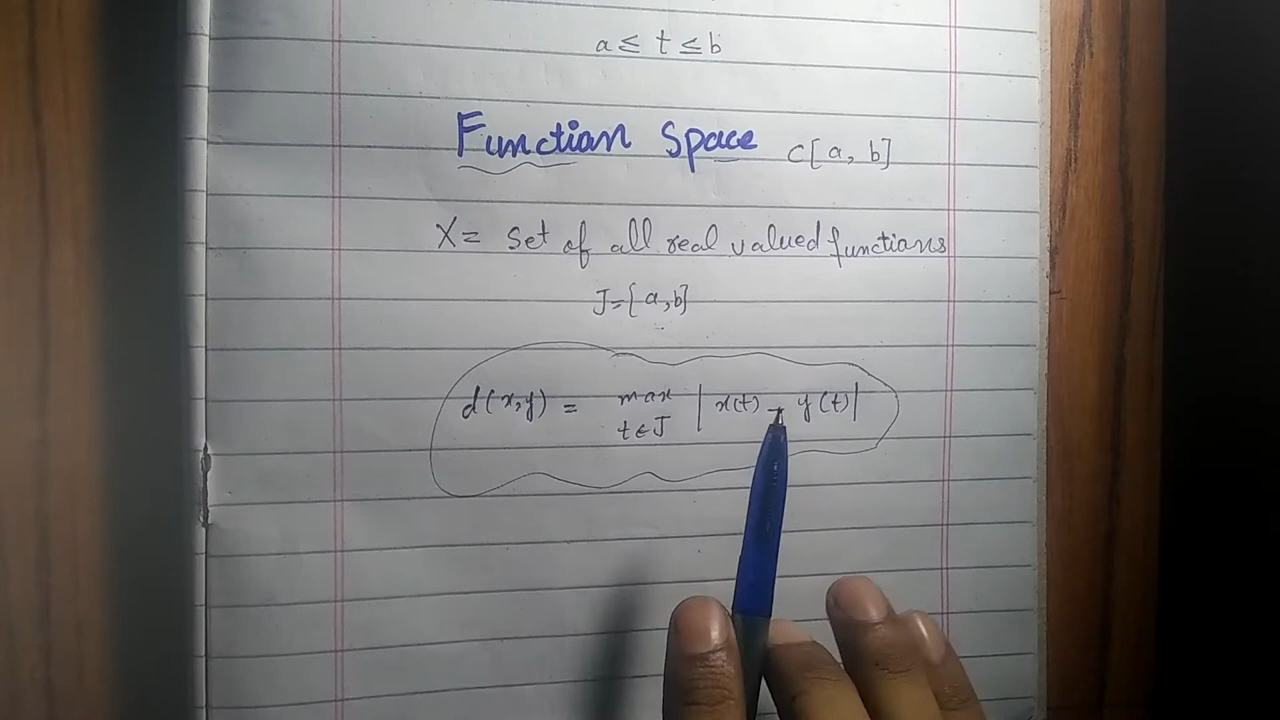 a ≤ t ≤ b
Function Space C[a, b]
X = Set of all real valued functions
J = [a, b]
d(x, y) = max | x(t) - y(t) |
t ∈ J